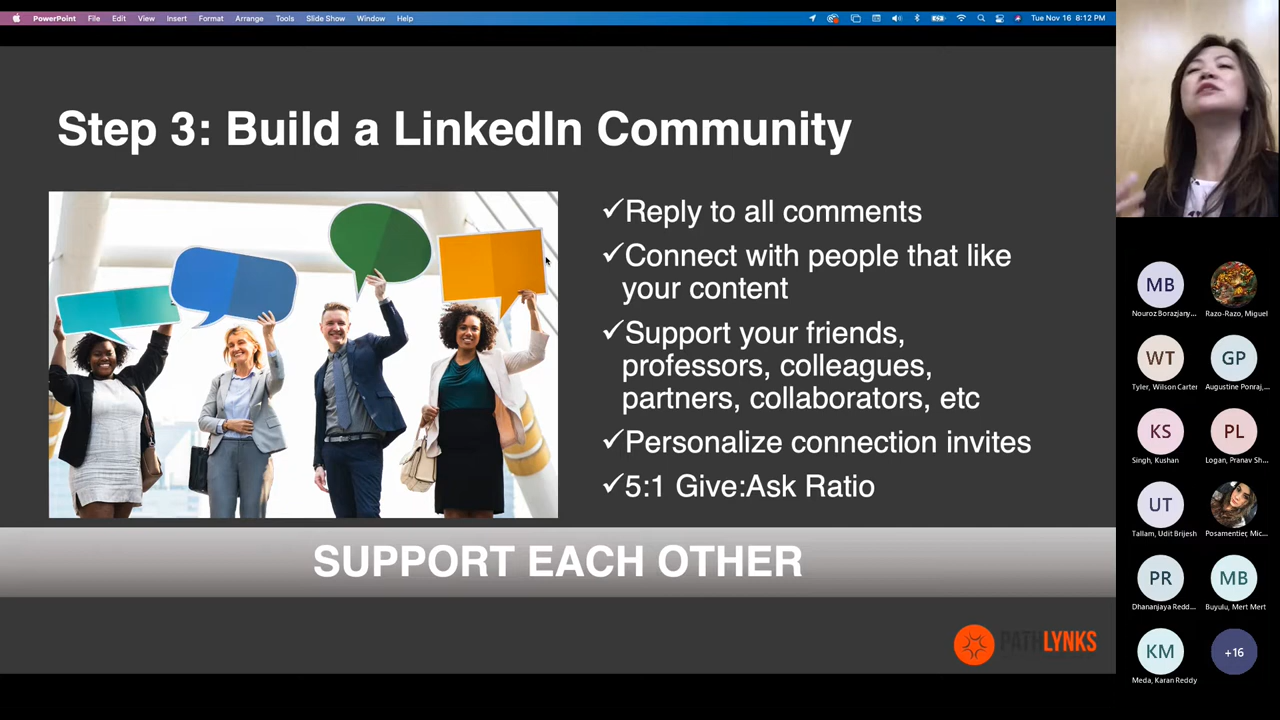 PowerPoint File Edit View Insert Format Arrange Tools Slide Show Window Help
Tue Nov 16 8:12 PM
Step 3: Build a LinkedIn Community
✓Reply to all comments
✓Connect with people that like
your content
✓Support your friends,
professors, colleagues,
partners, collaborators, etc
✓Personalize connection invites
✓5:1 Give:Ask Ratio
SUPPORT EACH OTHER
PATHLYNKS
MB
Nouroz Borazjany...
Razo-Razo, Miguel
WT
GP
Tyler, Wilson Carter
Augustine Ponraj,...
KS
PL
Singh, Kushan
Logan, Pranav Sh...
UT
Tallam, Udit Brijesh
Posamentier, Mic...
PR
MB
Dhananjaya Redd...
Buyulu, Mert Mert
KM
+16
Meda, Karan Reddy